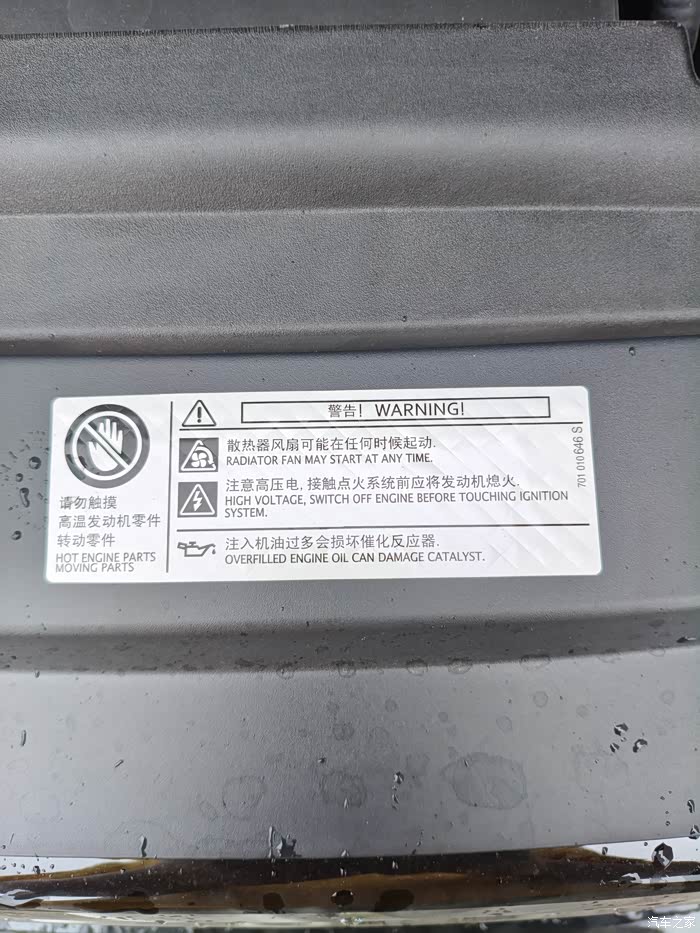 警告! WARNING!
散热器风扇可能在任何时候起动.
RADIATOR FAN MAY START AT ANY TIME.
注意高压电, 接触点火系统前应将发动机熄火.
HIGH VOLTAGE, SWITCH OFF ENGINE BEFORE TOUCHING IGNITION
SYSTEM.
注入机油过多会损坏催化反应器.
OVERFILLED ENGINE OIL CAN DAMAGE CATALYST.
请勿触摸
高温发动机零件
转动零件
HOT ENGINE PARTS
MOVING PARTS
701 010 646 S
汽车之家